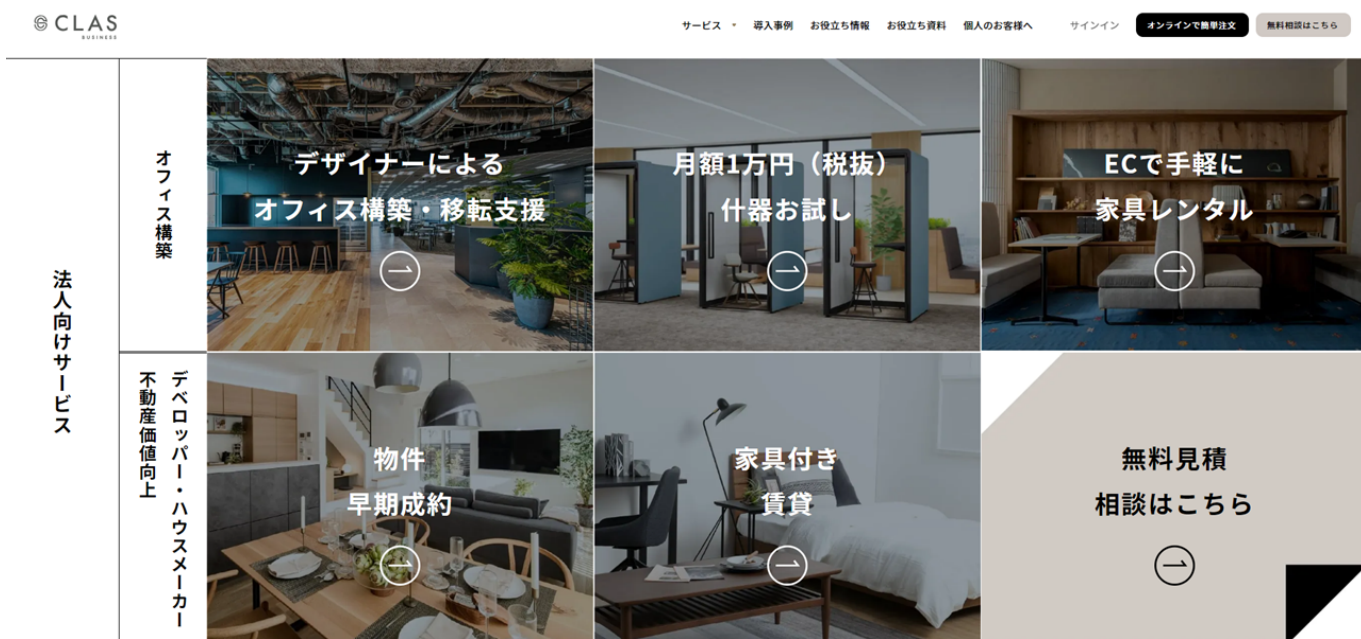 CLAS
BUSINESS
サービス
導入事例
お役立ち情報
お役立ち資料
個人のお客様へ
サインイン
オンラインで簡単注文
無料相談はこちら
法人向けサービス
オフィス構築
デザイナーによる
オフィス構築・移転支援
月額1万円（税抜）
什器お試し
ECで手軽に
家具レンタル
デベロッパー・ハウスメーカー
不動産価値向上
物件
早期成約
家具付き
賃貸
無料見積
相談はこちら